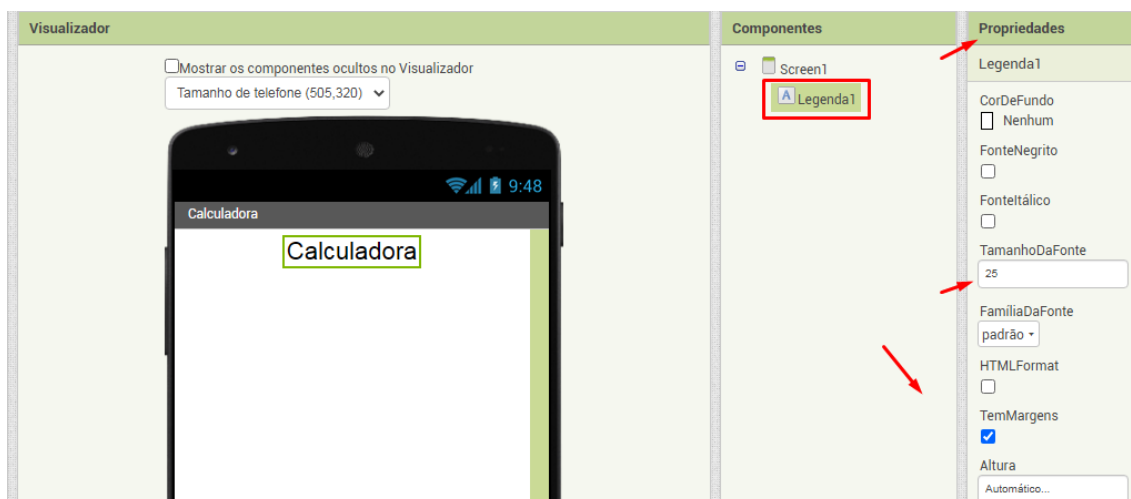 Visualizador
Mostrar os componentes ocultos no Visualizador
Tamanho de telefone (505,320)
9:48
Calculadora
Calculadora
Componentes
Screen1
A Legenda1
Propriedades
Legenda1
CorDeFundo
Nenhum
FonteNegrito
FonteItálico
TamanhoDaFonte
25
FamíliaDaFonte
padrão
HTMLFormat
TemMargens
Altura
Automático...